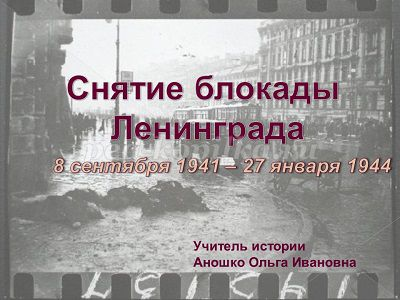 Снятие блокады
Ленинграда
8 сентября 1941 – 27 января 1944
Учитель истории
Аношко Ольга Ивановна